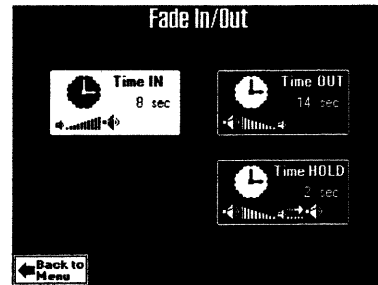 Fade In/Out
Time IN
8 sec
Time OUT
14 sec
Time HOLD
2 sec
Back to
Menu